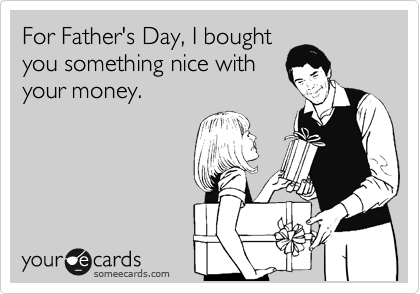 For Father's Day, I bought
you something nice with
your money.
your e cards
someecards.com